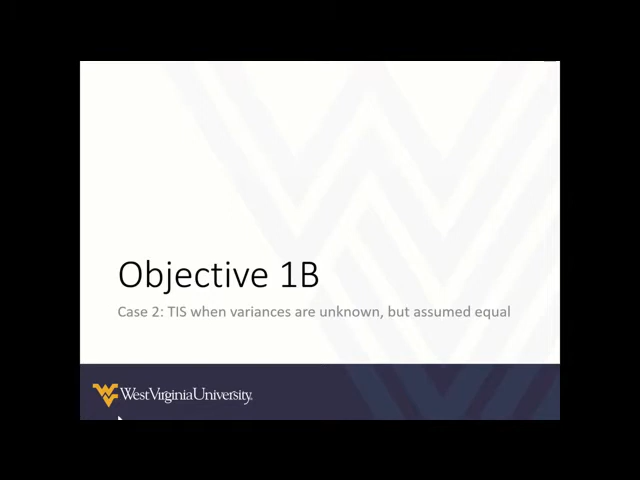 Objective 1B
Case 2: TIS when variances are unknown, but assumed equal
WestVirginiaUniversity.